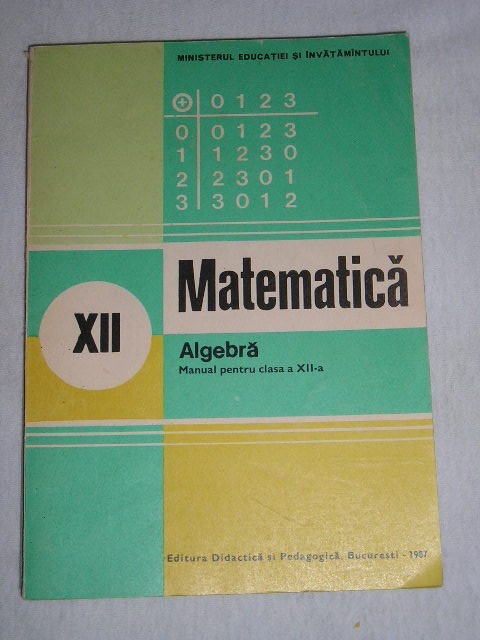 MINISTERUL EDUCAȚIEI ȘI ÎNVĂȚĂMÎNTULUI
⊕ 0 1 2 3
0 0 1 2 3
1 1 2 3 0
2 2 3 0 1
3 3 0 1 2
Matematică
XII
Algebră
Manual pentru clasa a XII-a
Editura Didactică și Pedagogică, București - 1987